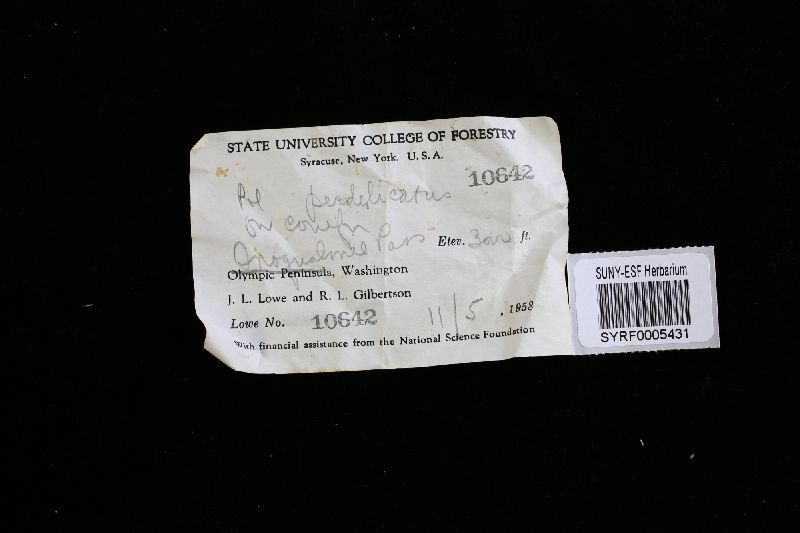 STATE UNIVERSITY COLLEGE OF FORESTRY
Syracuse, New York. U.S.A.
10642
Pol perdelicatus
on conifer
Snoqualmie Pass Elev. ft.
Olympic Peninsula, Washington
J. L. Lowe and R. L. Gilbertson
Lowe No. 10642 11/5, 1958
with financial assistance from the National Science Foundation
SUNY-ESF Herbarium
SYRF0005431